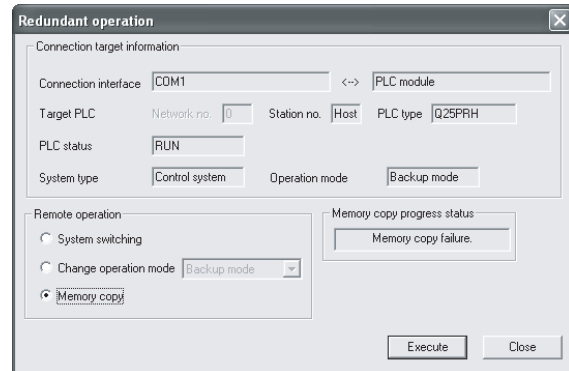 Redundant operation
Connection target information
Connection interface COM1 <--> PLC module
Target PLC Network no. 0 Station no. Host PLC type Q25PRH
PLC status RUN
System type Control system Operation mode Backup mode
Remote operation
System switching
Change operation mode Backup mode
Memory copy
Memory copy progress status
Memory copy failure.
Execute Close